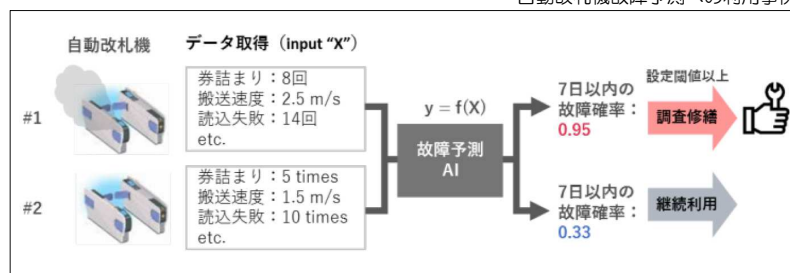 自動改札機故障予測への利用事例
自動改札機
データ取得（input “X”）
#1
券詰まり：8回
搬送速度：2.5 m/s
読込失敗：14回
etc.
#2
券詰まり：5 times
搬送速度：1.5 m/s
読込失敗：10 times
etc.
y = f(X)
故障予測
AI
7日以内の
故障確率：
0.95
設定閾値以上
調査修繕
7日以内の
故障確率：
0.33
継続利用